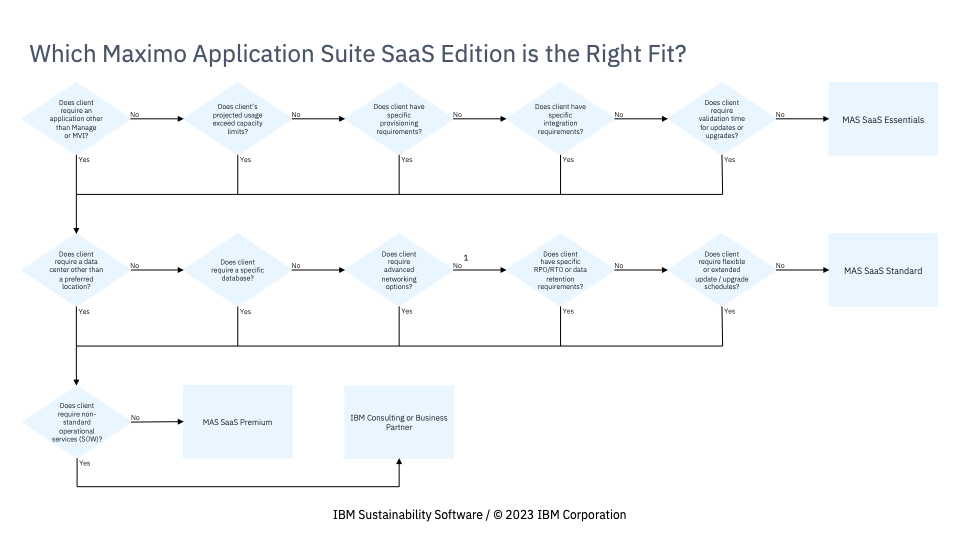 Which Maximo Application Suite SaaS Edition is the Right Fit?
Does client
require an
application other
than Manage
or MVI?
No
Yes
Does client's
projected usage
exceed capacity
limits?
No
Yes
Does client have
specific
provisioning
requirements?
No
Yes
Does client have
specific
integration
requirements?
No
Yes
Does client
require
validation time
for updates or
upgrades?
No
Yes
MAS SaaS Essentials
Does client
require a data
center other than
a preferred
location?
No
Yes
Does client
require a specific
database?
No
Yes
Does client
require
advanced
networking
options?
1
No
Yes
Does client
have specific
RPO/RTO or data
retention
requirements?
No
Yes
Does client
require flexible
or extended
update / upgrade
schedules?
No
Yes
MAS SaaS Standard
Does client
require non-
standard
operational
services (SOW)?
No
Yes
MAS SaaS Premium
IBM Consulting or Business
Partner
IBM Sustainability Software / © 2023 IBM Corporation